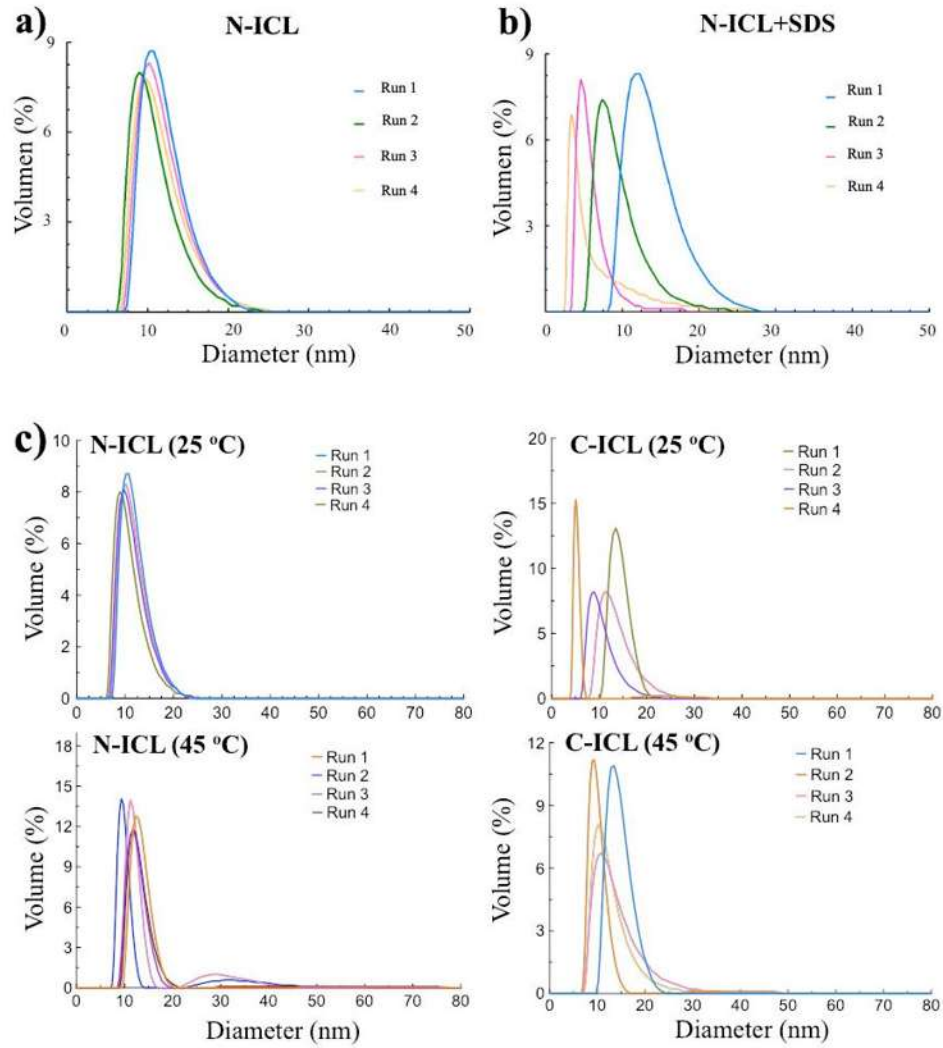 a)
N-ICL
9
6
3
0 10 20 30 40 50
Volumen (%)
Diameter (nm)
Run 1
Run 2
Run 3
Run 4
b)
N-ICL+SDS
9
6
3
0 10 20 30 40 50
Volumen (%)
Diameter (nm)
Run 1
Run 2
Run 3
Run 4
c)
N-ICL (25 ºC)
10
8
6
4
2
0
0 10 20 30 40 50 60 70 80
Volume (%)
Run 1
Run 2
Run 3
Run 4
C-ICL (25 ºC)
20
15
10
5
0
0 10 20 30 40 50 60 70 80
Volume (%)
Run 1
Run 2
Run 3
Run 4
N-ICL (45 ºC)
18
15
12
9
6
3
0
0 10 20 30 40 50 60 70 80
Volume (%)
Diameter (nm)
Run 1
Run 2
Run 3
Run 4
C-ICL (45 ºC)
12
9
6
3
0
0 10 20 30 40 50 60 70 80
Volume (%)
Diameter (nm)
Run 1
Run 2
Run 3
Run 4